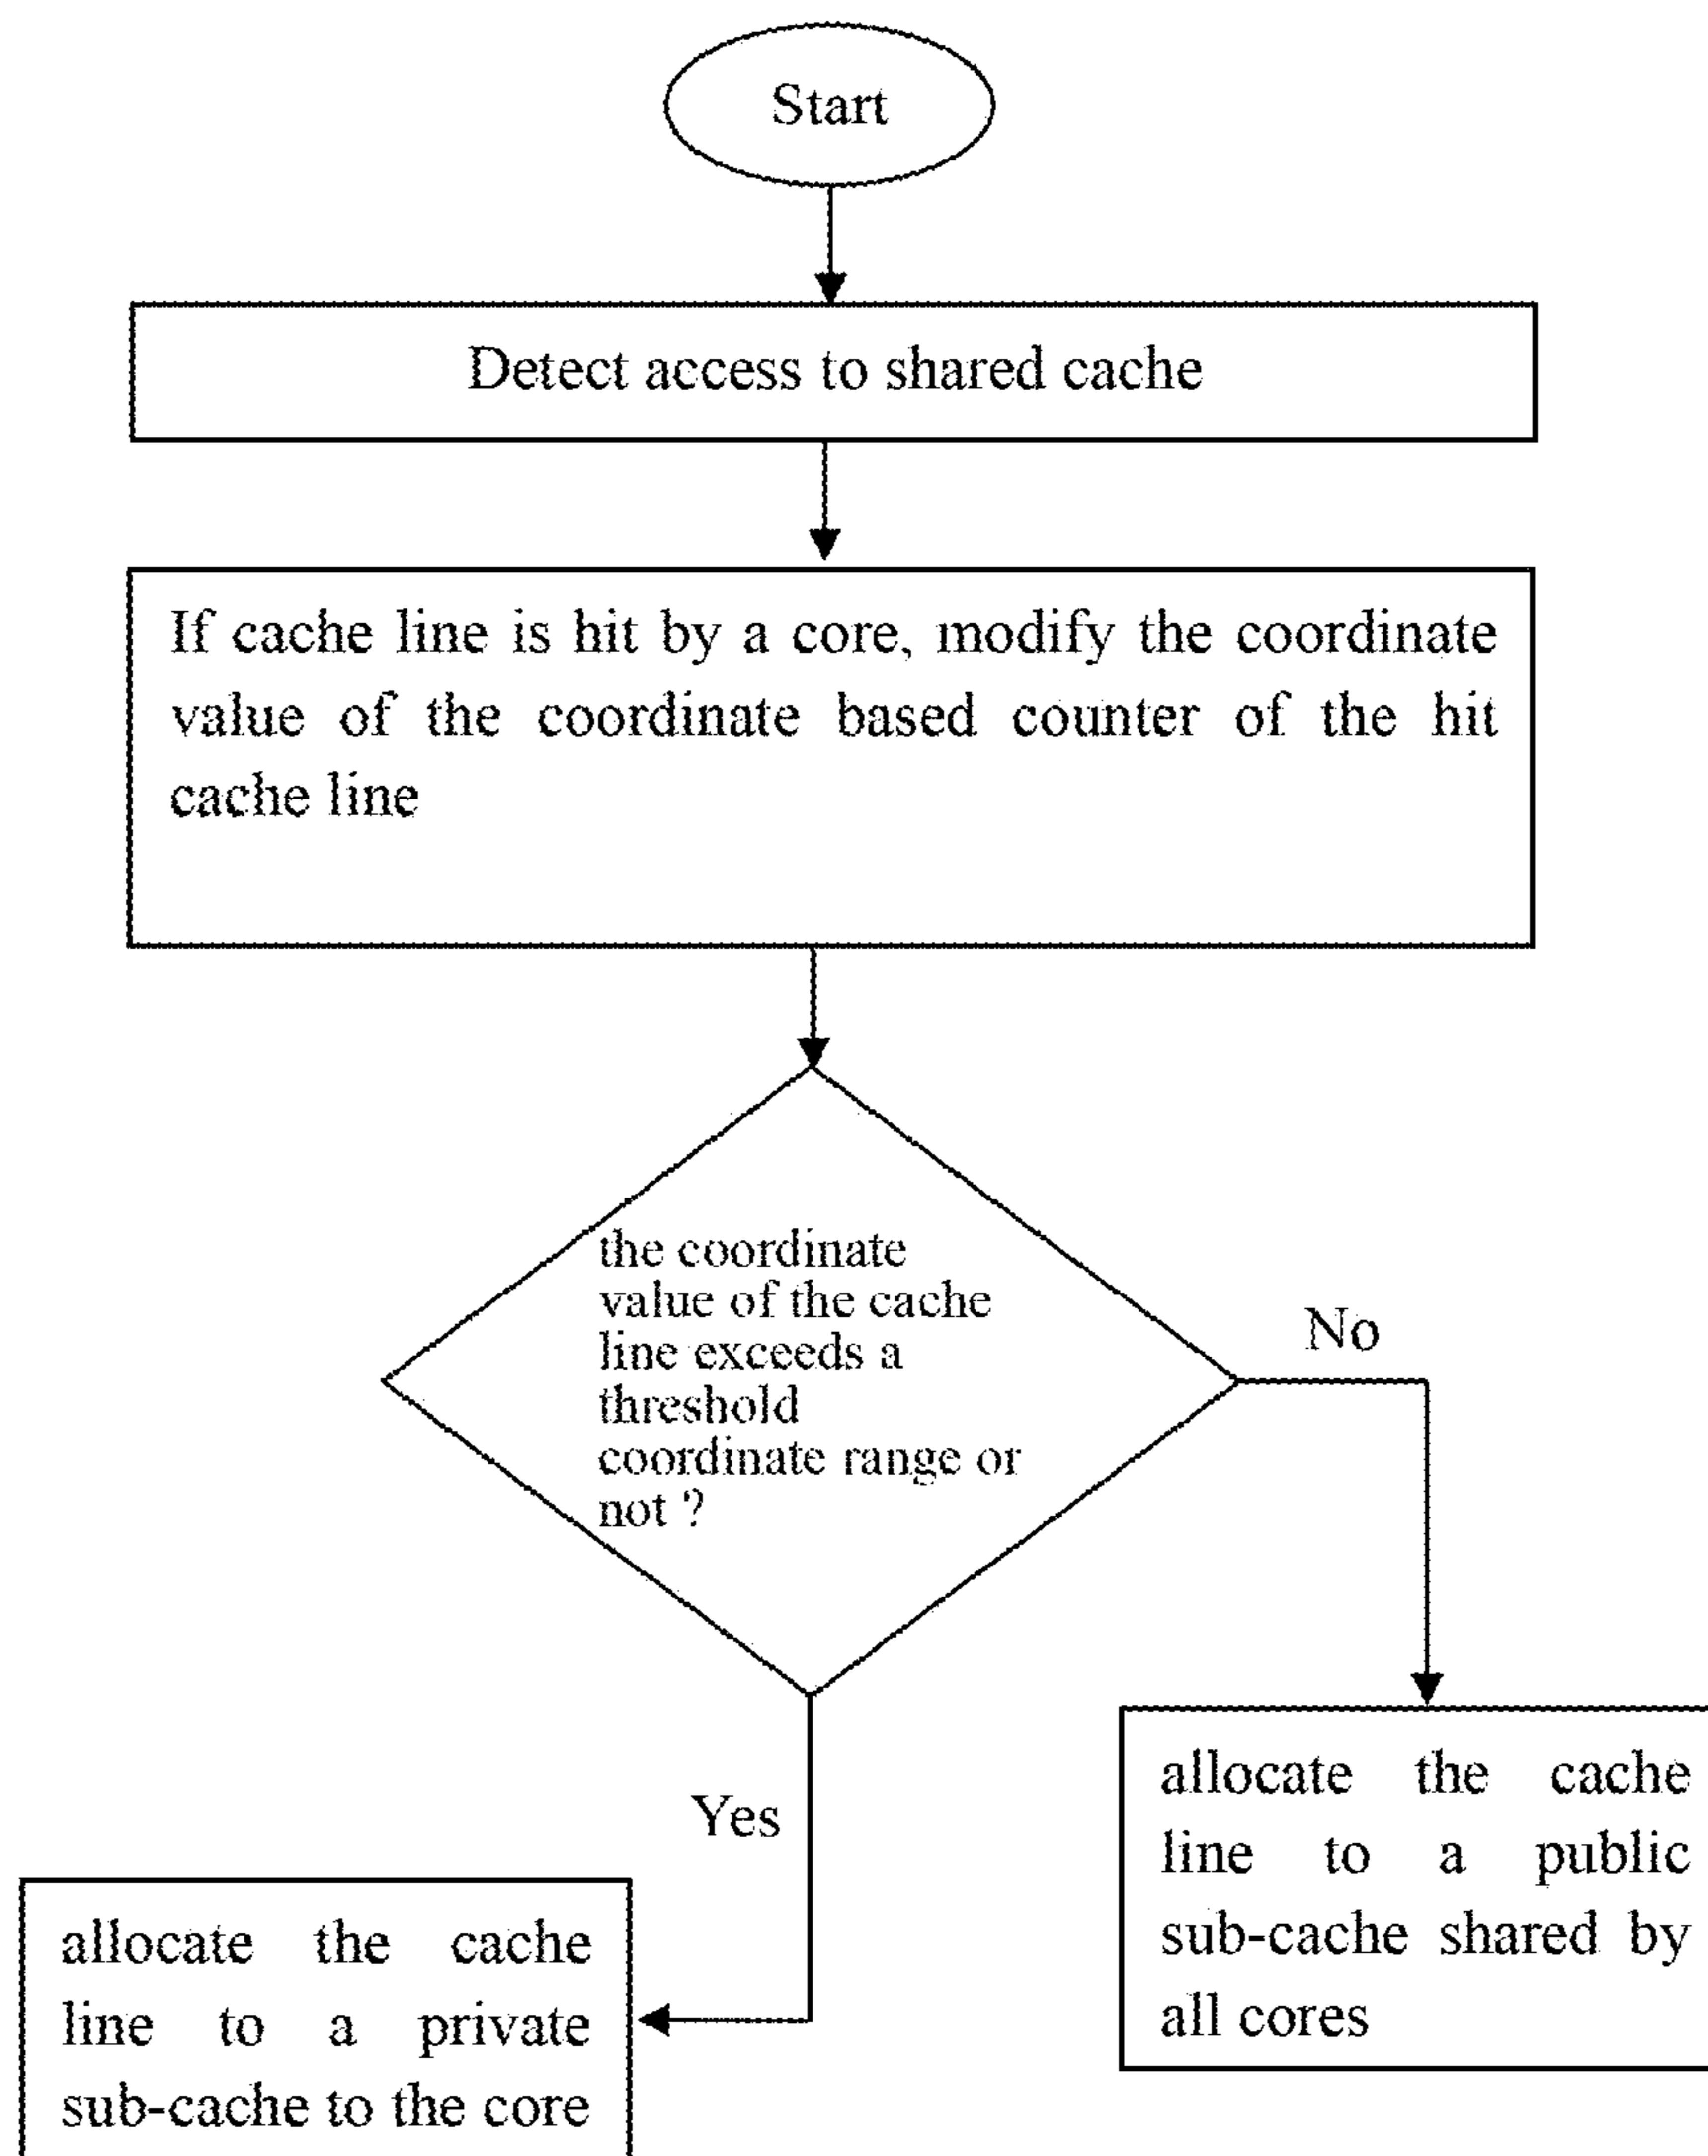 Start
Detect access to shared cache
If cache line is hit by a core, modify the coordinate
value of the coordinate based counter of the hit
cache line
the coordinate
value of the cache
line exceeds a
threshold
coordinate range or
not ?
No
Yes
allocate the cache
line to a public
sub-cache shared by
all cores
allocate the cache
line to a private
sub-cache to the core